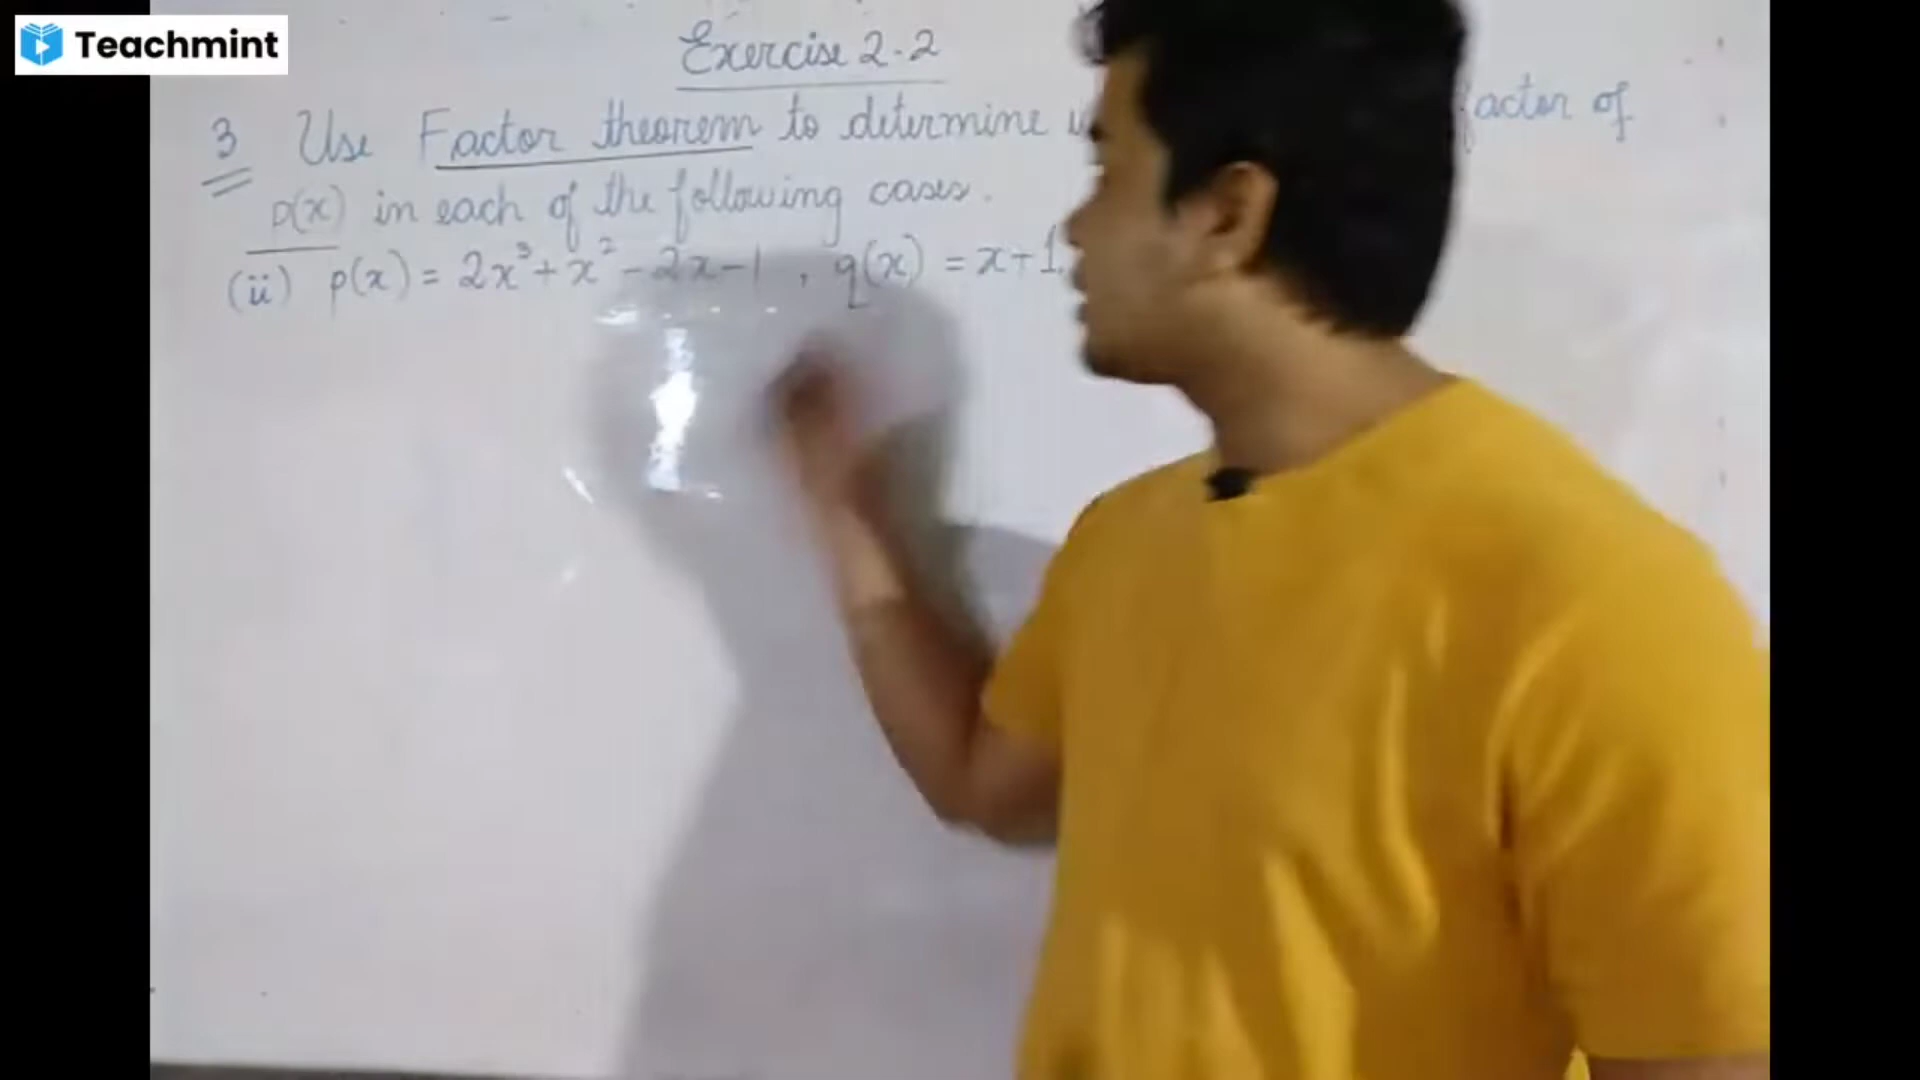 Teachmint
Exercise 2.2
3 Use Factor theorem to determine factor of
p(x) in each of the following cases.
(ii) p(x) = 2x³ + x² - 2x - 1 , q(x) = x + 1.